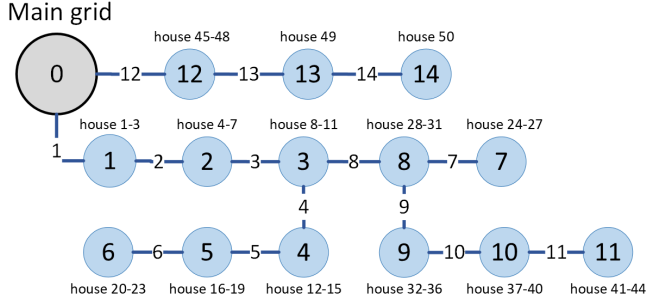 Main grid
house 45-48 house 49 house 50
0 12 12 13 13 14 14
house 1-3 house 4-7 house 8-11 house 28-31 house 24-27
1 1 2 2 3 3 8 8 7 7
4 9
6 6 5 5 4 9 10 10 11 11
house 20-23 house 16-19 house 12-15 house 32-36 house 37-40 house 41-44